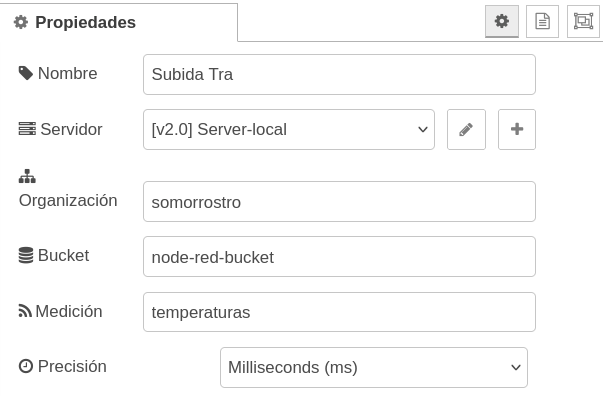 Propiedades
Nombre
Subida Tra
Servidor
[v2.0] Server-local
Organización
somorrostro
Bucket
node-red-bucket
Medición
temperaturas
Precisión
Milliseconds (ms)